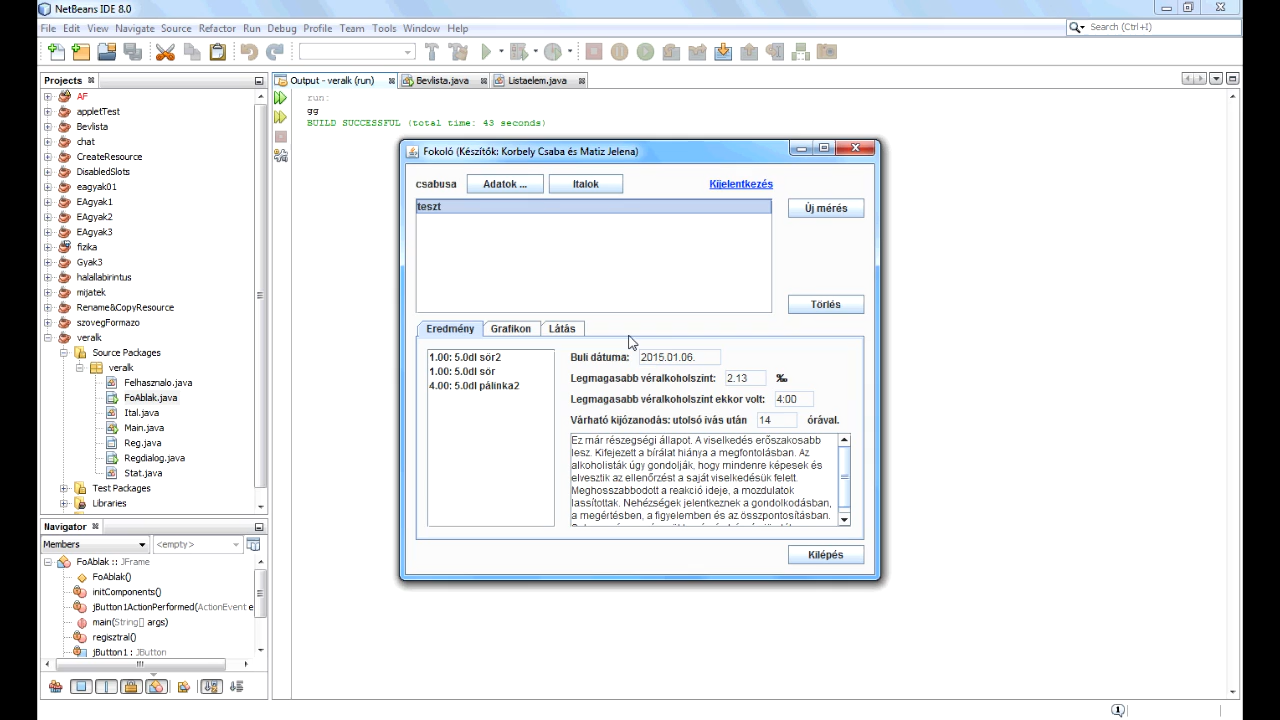 NetBeans IDE 8.0
File Edit View Navigate Source Refactor Run Debug Profile Team Tools Window Help
Search (Ctrl+I)
Projects
AF
appletTest
Bevlista
chat
CreateResource
DisabledSlots
eagyak01
EAgyak1
EAgyak2
EAgyak3
fizika
Gyak3
halallabirintus
mijatek
Rename&CopyResource
szovegFormazo
veralk
Source Packages
veralk
Felhasznalo.java
FoAblak.java
Ital.java
Main.java
Reg.java
Regdialog.java
Stat.java
Test Packages
Libraries
Navigator
Members <empty>
FoAblak :: JFrame
FoAblak()
initComponents()
jButton1ActionPerformed(ActionEvent e
main(String[] args)
regisztral()
jButton1 : JButton
Output - veralk (run) Bevlista.java Listaelem.java
run:
gg
BUILD SUCCESSFUL (total time: 43 seconds)
Fokoló (Készítők: Korbely Csaba és Matiz Jelena)
csabusa Adatok ... Italok Kijelentkezés
teszt
Új mérés
Törlés
Eredmény Grafikon Látás
1.00: 5.0dl sör2
1.00: 5.0dl sör
4.00: 5.0dl pálinka2
Buli dátuma: 2015.01.06.
Legmagasabb véralkoholszint: 2.13 ‰
Legmagasabb véralkoholszint ekkor volt: 4:00
Várható kijózanodás: utolsó ivás után 14 órával.
Ez már részegségi állapot. A viselkedés erőszakosabb
lesz. Kifejezett a bírálat hiánya a megfontolásban. Az
alkoholisták úgy gondolják, hogy mindenre képesek és
elvesztik az ellenőrzést a saját viselkedésük felett.
Meghosszabbodott a reakció ideje, a mozdulatok
lassítottak. Nehézségek jelentkeznek a gondolkodásban,
a megértésben, a figyelemben és az összpontosításban.
Kilépés
1